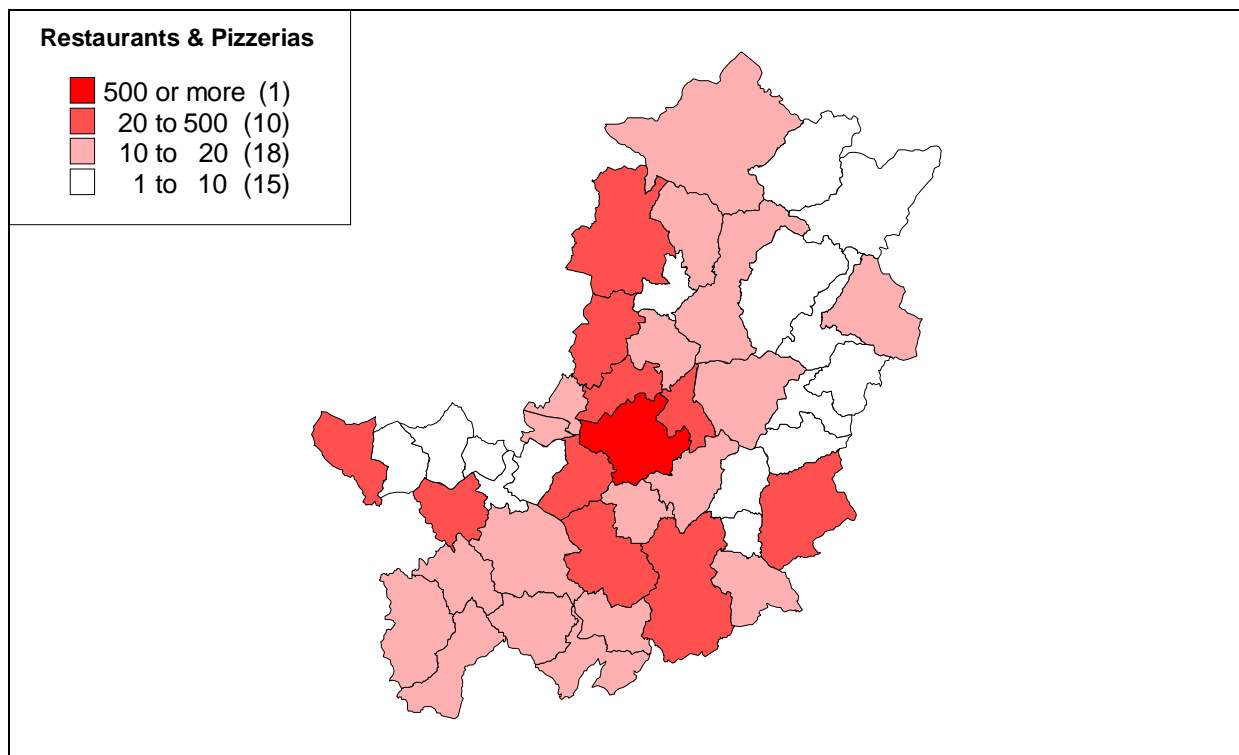 Restaurants & Pizzerias
500 or more (1)
20 to 500 (10)
10 to 20 (18)
1 to 10 (15)